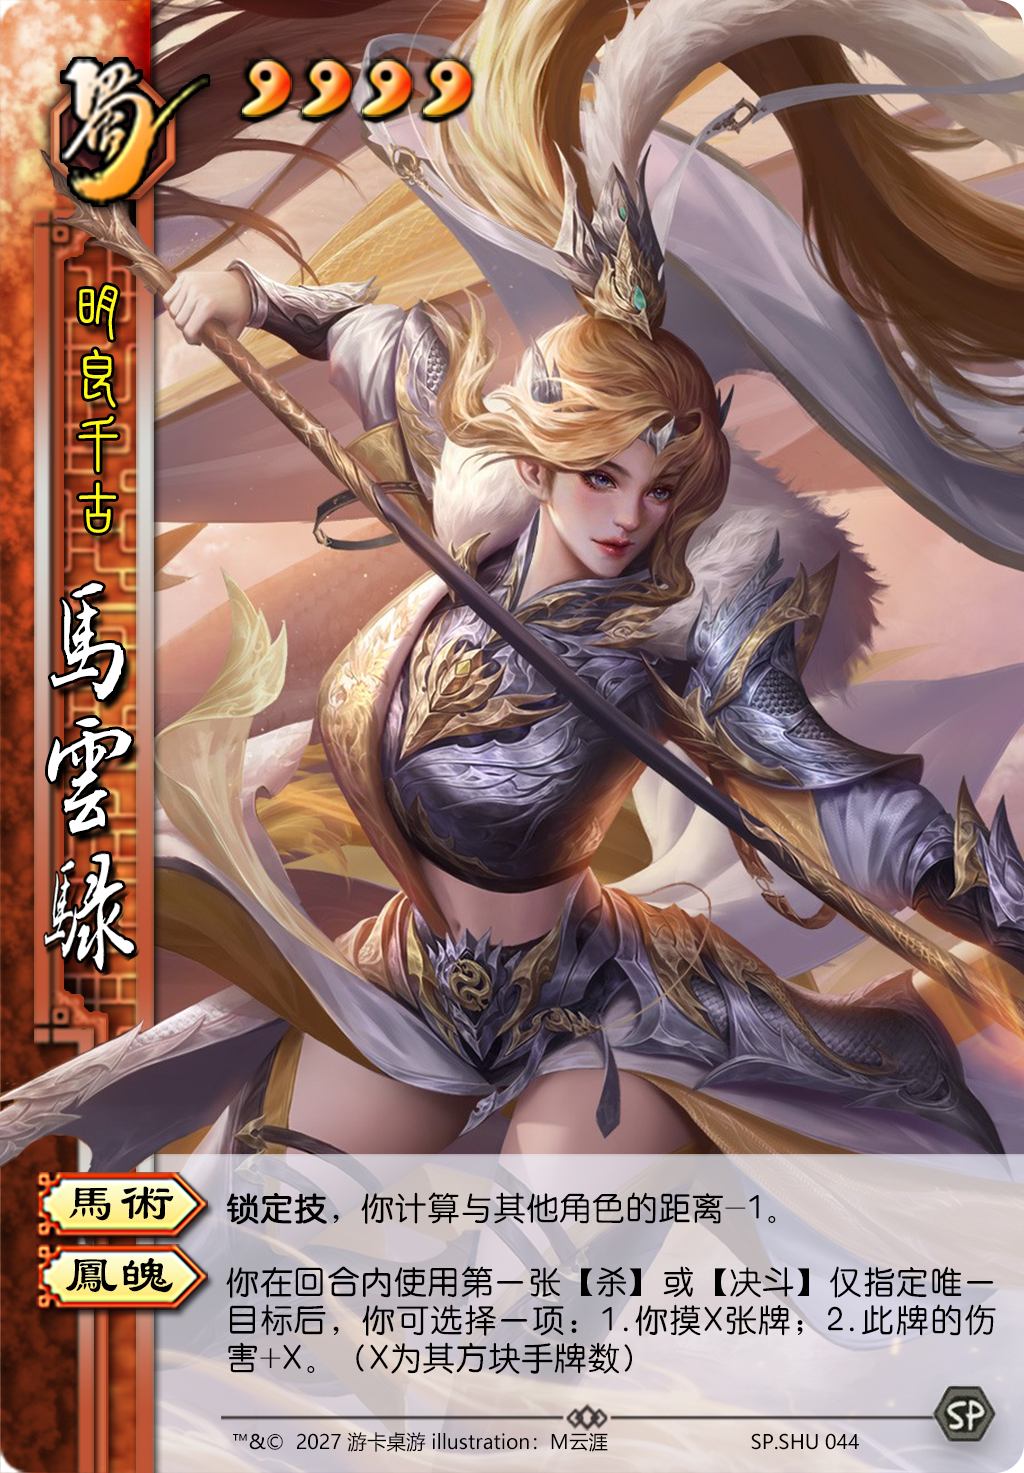 蜀
明良千古
馬雲騄
馬術
锁定技，你计算与其他角色的距离-1。
鳳魄
你在回合内使用第一张【杀】或【决斗】仅指定唯一
目标后，你可选择一项：1.你摸X张牌；2.此牌的伤
害+X。（X为其方块手牌数）
SP
™&© 2027 游卡桌游 illustration：M云涯
SP.SHU 044